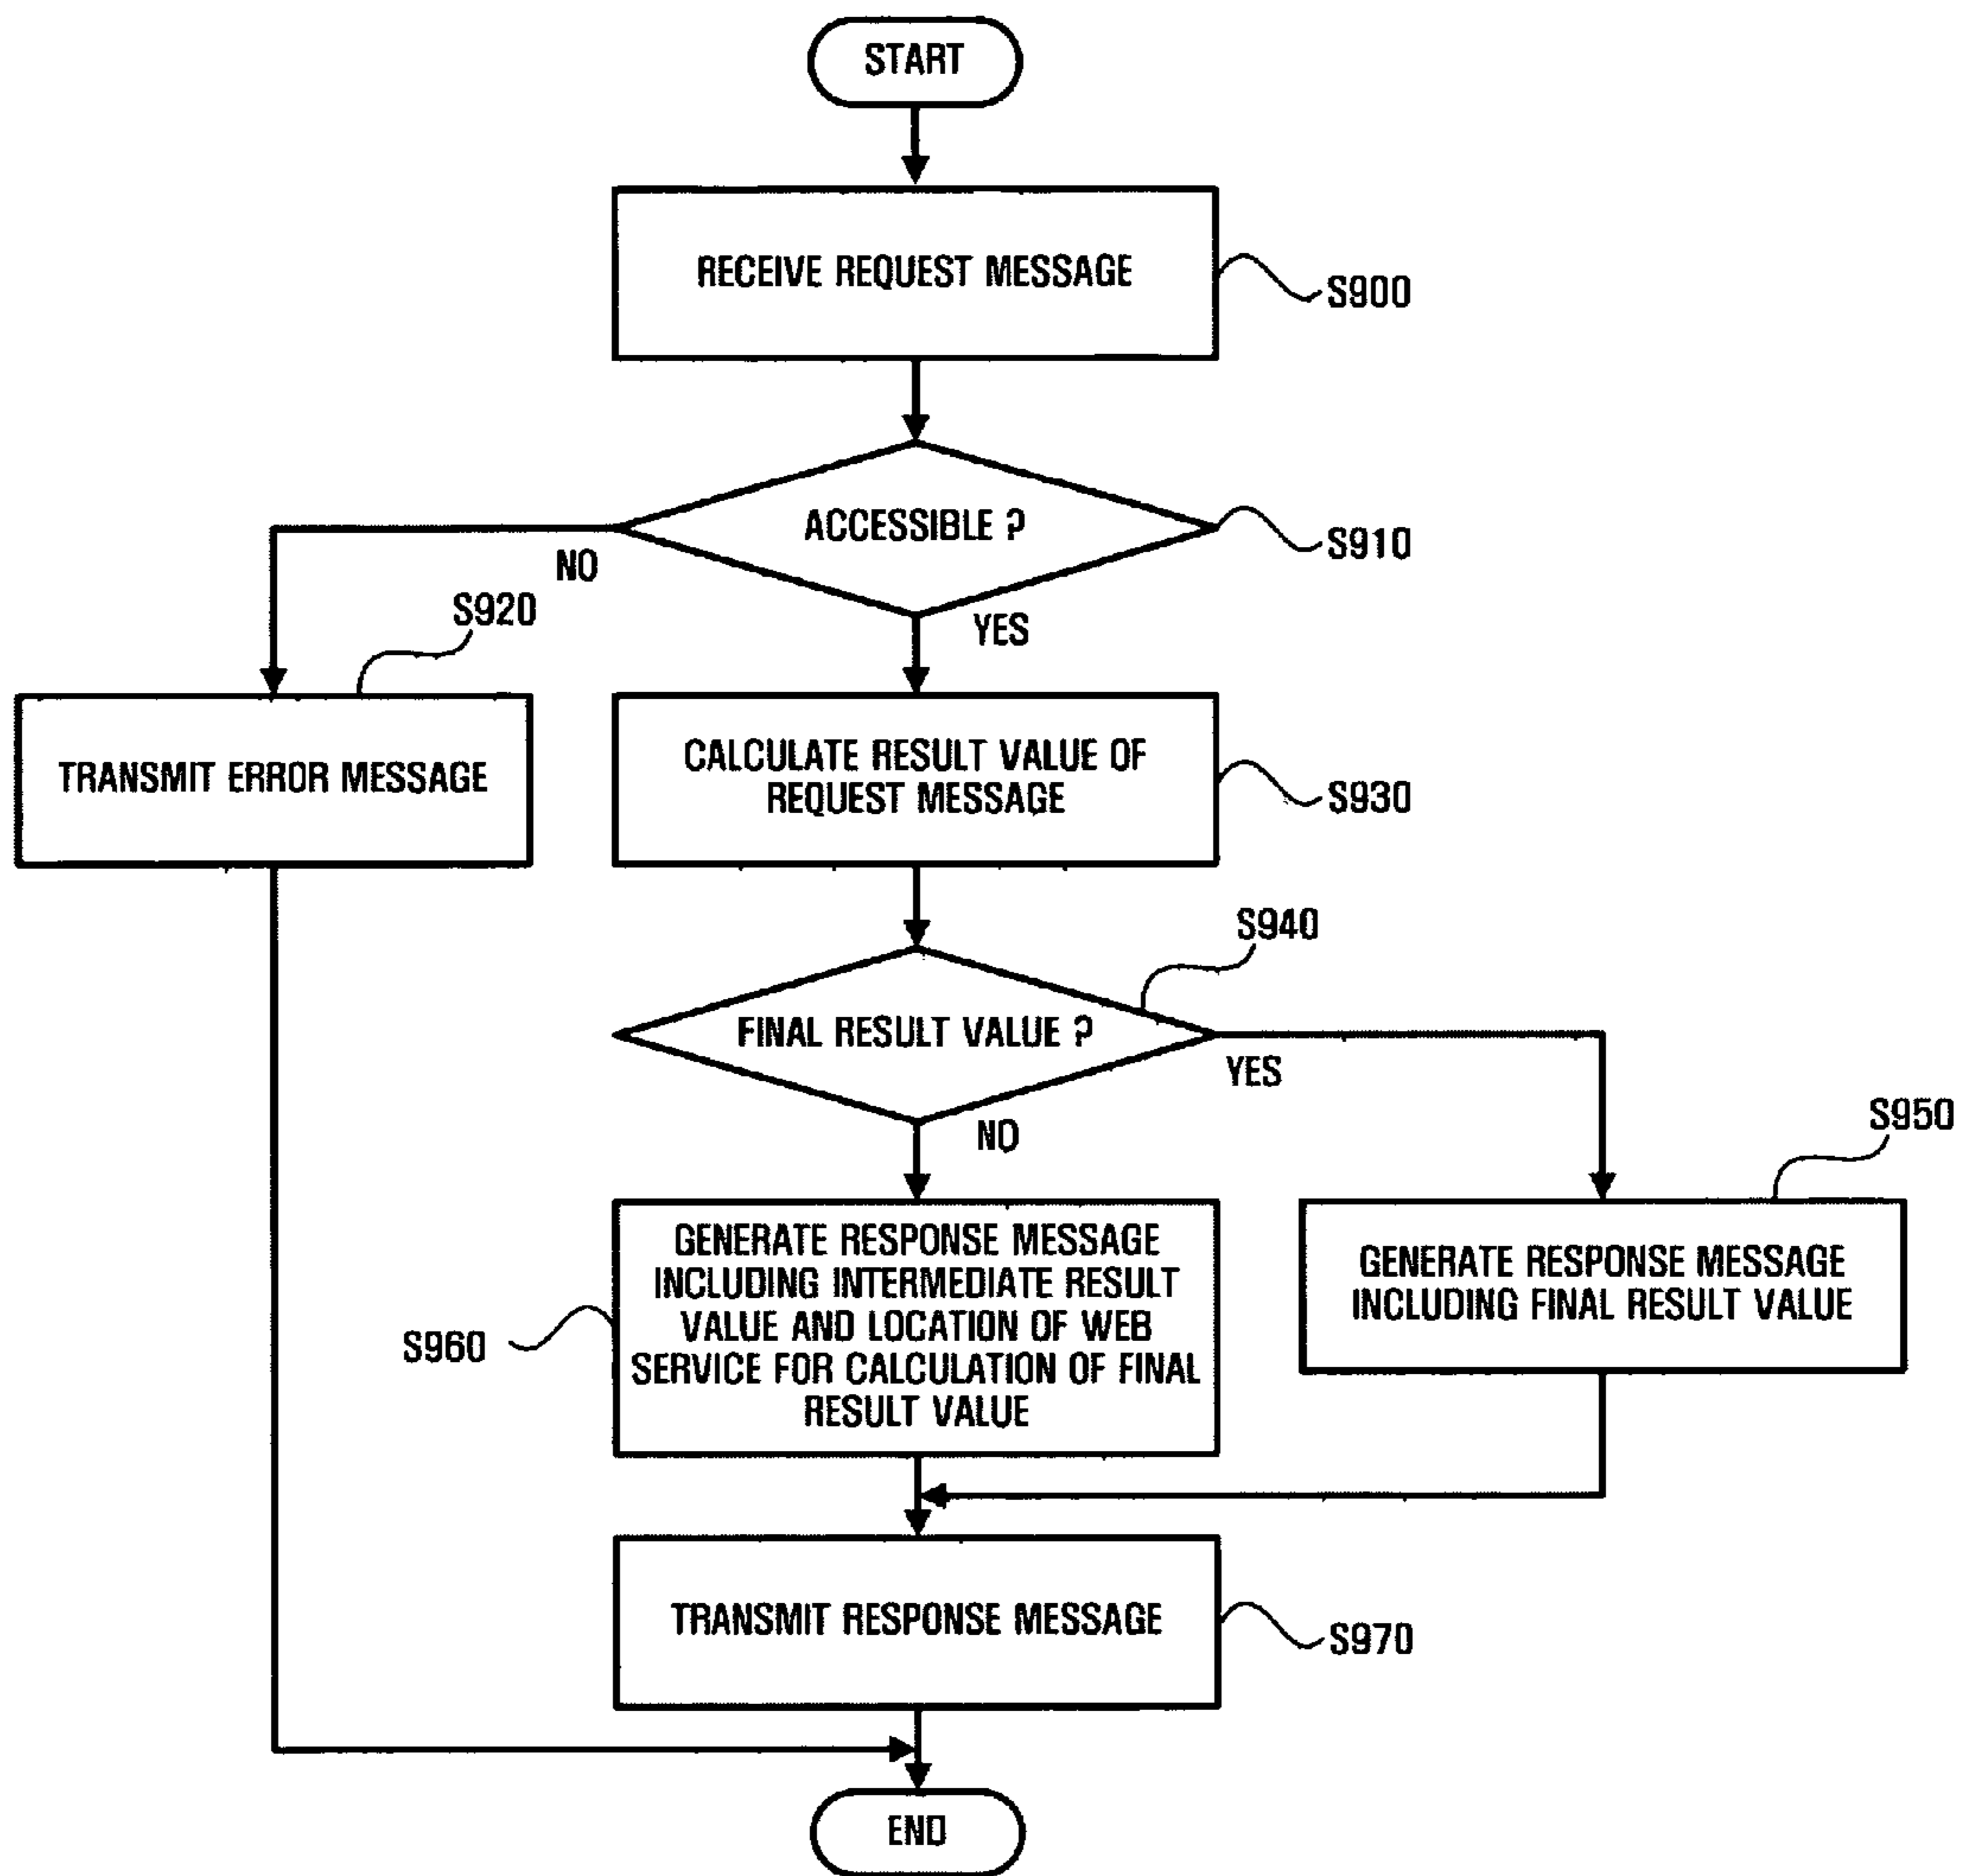 START
RECEIVE REQUEST MESSAGE
S900
ACCESSIBLE ?
S910
NO
YES
S920
TRANSMIT ERROR MESSAGE
CALCULATE RESULT VALUE OF
REQUEST MESSAGE
S930
S940
FINAL RESULT VALUE ?
YES
NO
S950
GENERATE RESPONSE MESSAGE
INCLUDING INTERMEDIATE RESULT
VALUE AND LOCATION OF WEB
SERVICE FOR CALCULATION OF FINAL
RESULT VALUE
S960
GENERATE RESPONSE MESSAGE
INCLUDING FINAL RESULT VALUE
TRANSMIT RESPONSE MESSAGE
S970
END